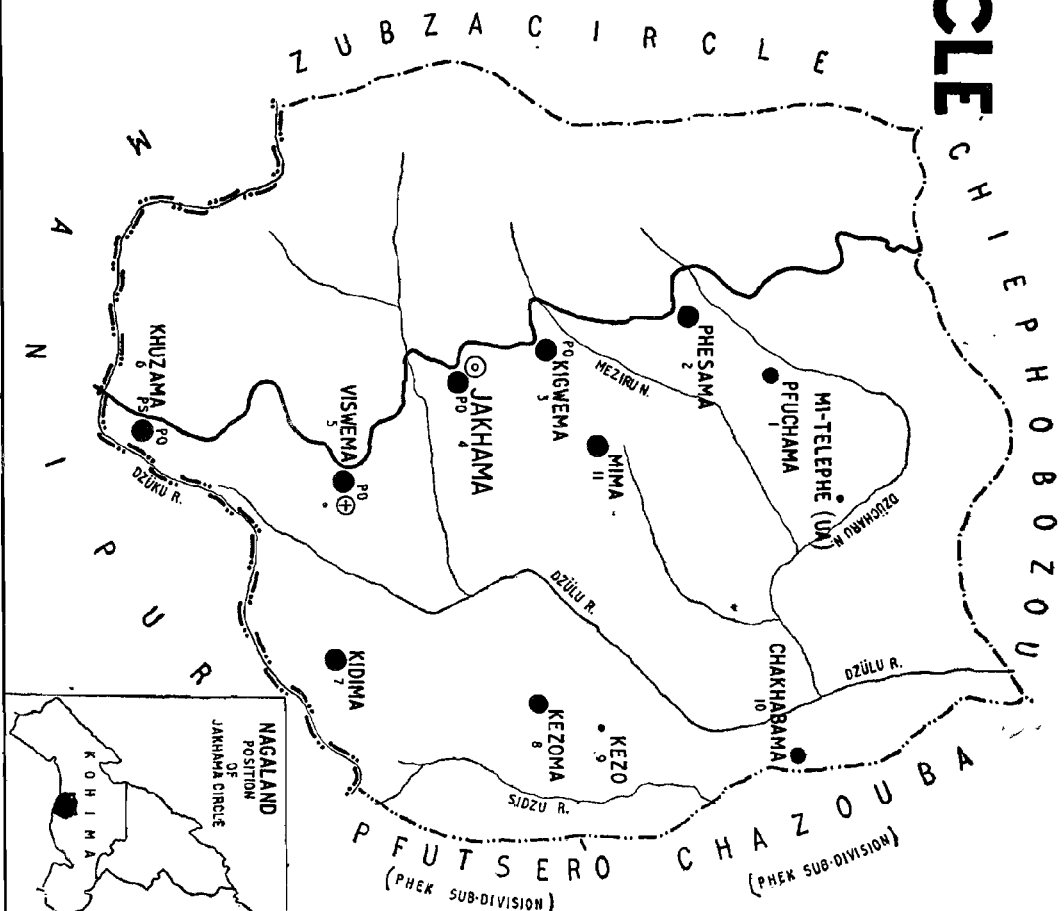 CLE
ZUBZA CIRCLE
CHIEPHOBOZOU
MANIPUR
PFUTSERO
(PHEK SUB-DIVISION)
CHAZOUBA
(PHEK SUB-DIVISION)
MI-TELEPHE (UA)
PFUCHAMA
1
PHESAMA
2
PO KIGWEMA
3
MIMA
11
JAKHAMA
PO 4
VISWEMA
5
PO
KHUZAMA
6 PS PO
KIDIMA
7
KEZOMA
8
KEZO
9
CHAKHABAMA
10
MEZIRU N.
DZÜCHARU N.
DZÜLU R.
DZÜLU R.
DZÜKU R.
SIDZU R.
NAGALAND
POSITION
OF
JAKHAMA CIRCLE
KOHIMA